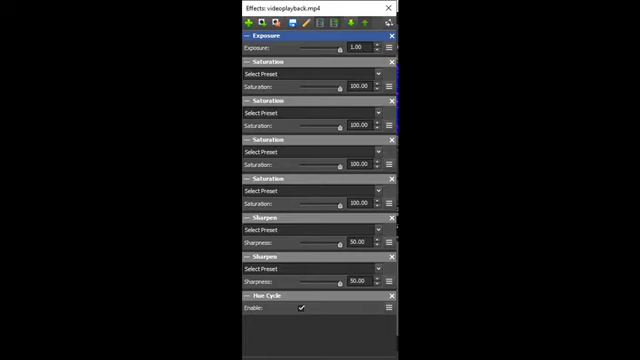 Effects: videoplayback.mp4
Exposure
Exposure: 1.00
Saturation
Select Preset
Saturation: 100.00
Saturation
Select Preset
Saturation: 100.00
Saturation
Select Preset
Saturation: 100.00
Saturation
Select Preset
Saturation: 100.00
Sharpen
Select Preset
Sharpness: 50.00
Sharpen
Select Preset
Sharpness: 50.00
Hue Cycle
Enable: